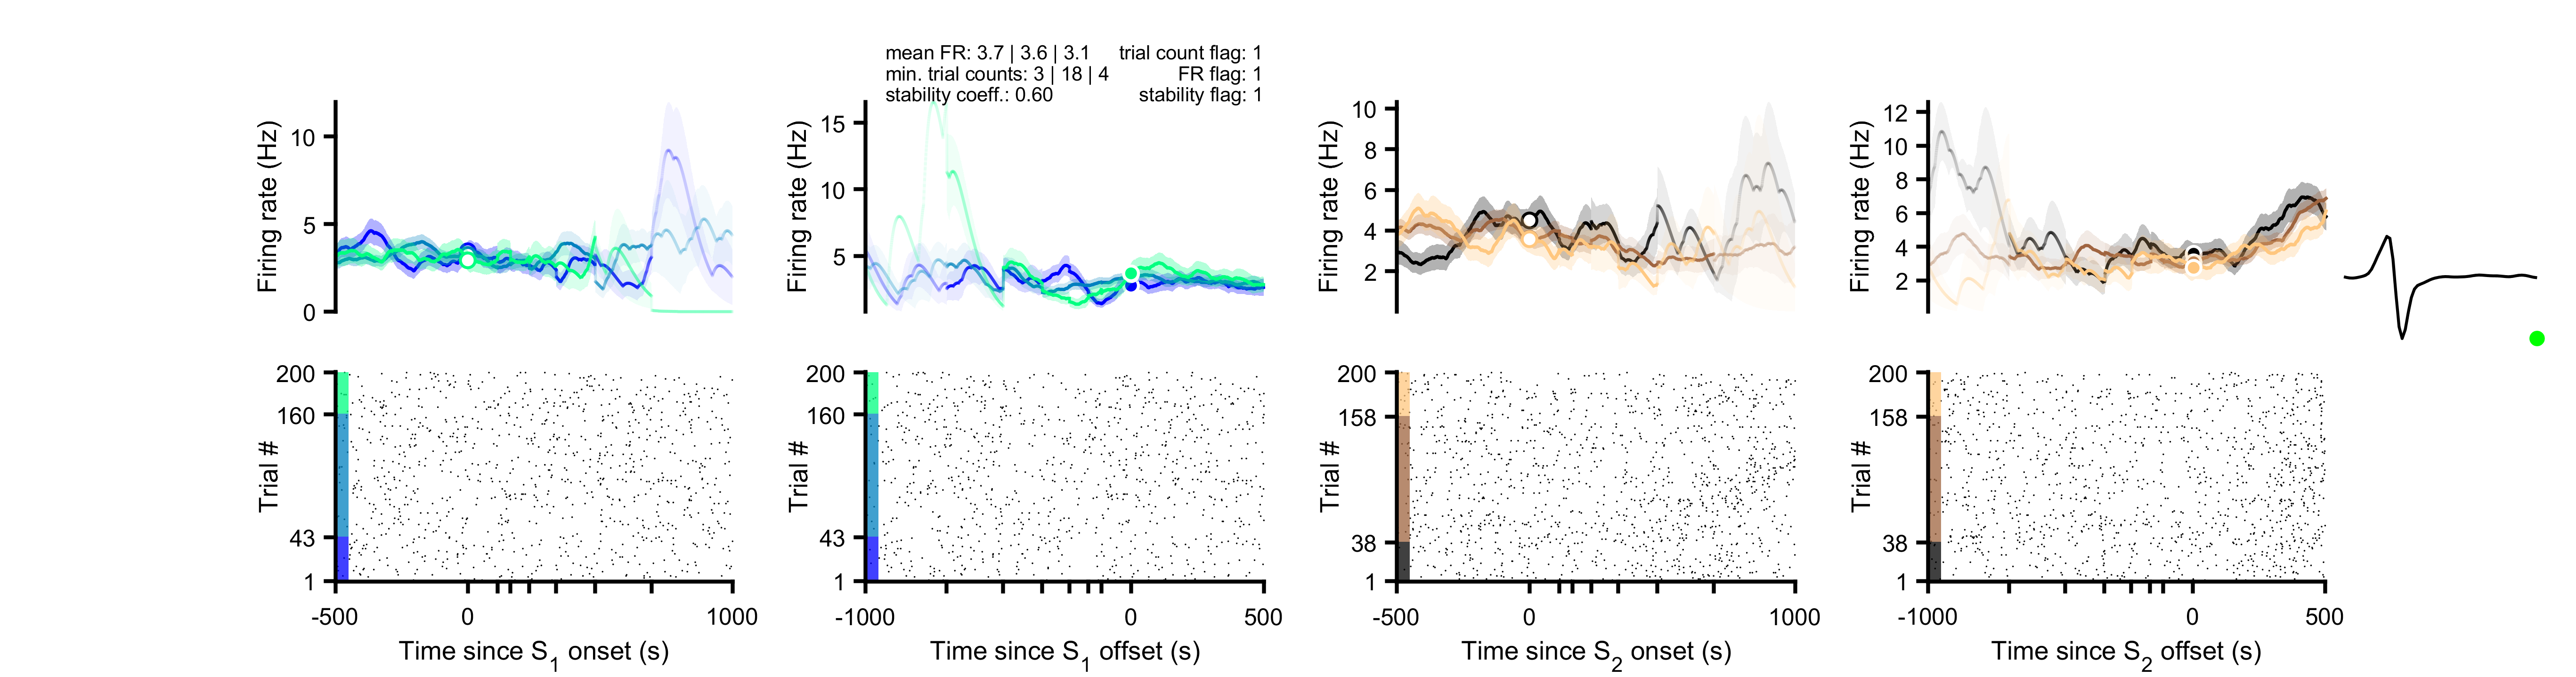 mean FR: 3.7 | 3.6 | 3.1 trial count flag: 1
min. trial counts: 3 | 18 | 4 FR flag: 1
stability coeff.: 0.60 stability flag: 1
Firing rate (Hz)
10
5
0
Firing rate (Hz)
15
10
5
Firing rate (Hz)
10
8
6
4
2
Firing rate (Hz)
12
10
8
6
4
2
Trial #
200
160
43
1
-500 0 1000
Time since S1 onset (s)
Trial #
200
160
43
1
-1000 0 500
Time since S1 offset (s)
Trial #
200
158
38
1
-500 0 1000
Time since S2 onset (s)
Trial #
200
158
38
1
-1000 0 500
Time since S2 offset (s)